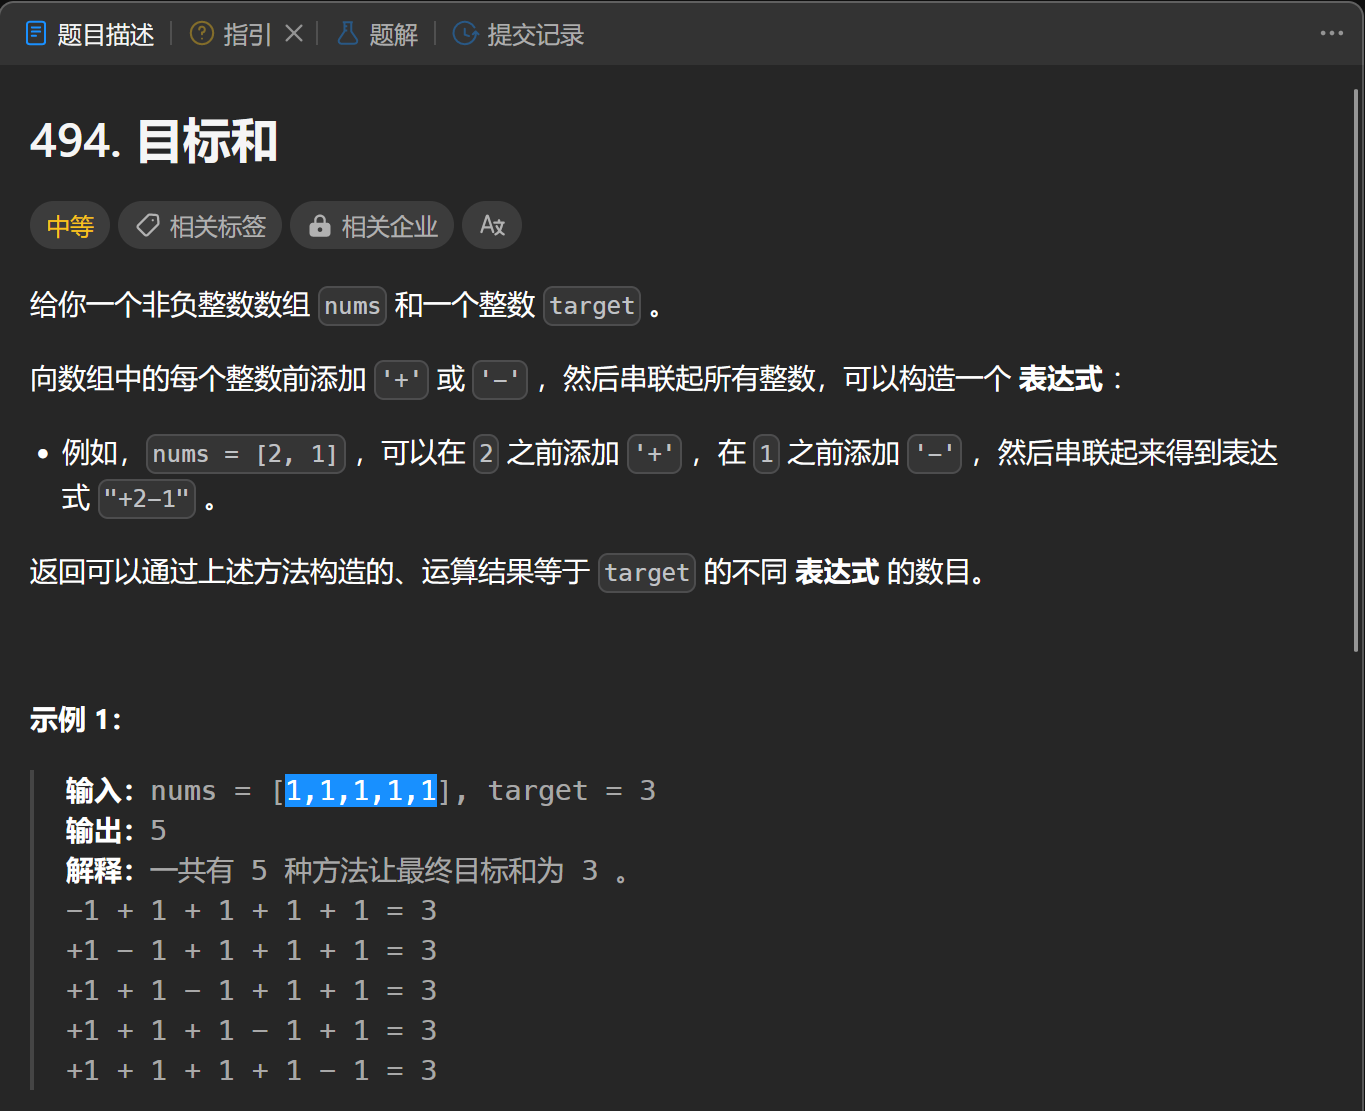 题目描述 指引 题解 提交记录
494. 目标和
中等 相关标签 相关企业
给你一个非负整数数组 nums 和一个整数 target 。
向数组中的每个整数前添加 '+' 或 '-' ，然后串联起所有整数，可以构造一个 表达式 ：
• 例如，nums = [2, 1] ，可以在 2 之前添加 '+' ，在 1 之前添加 '-' ，然后串联起来得到表达
式 "+2-1" 。
返回可以通过上述方法构造的、运算结果等于 target 的不同 表达式 的数目。
示例 1：
输入：nums = [1,1,1,1,1], target = 3
输出：5
解释：一共有 5 种方法让最终目标和为 3 。
-1 + 1 + 1 + 1 + 1 = 3
+1 - 1 + 1 + 1 + 1 = 3
+1 + 1 - 1 + 1 + 1 = 3
+1 + 1 + 1 - 1 + 1 = 3
+1 + 1 + 1 + 1 - 1 = 3